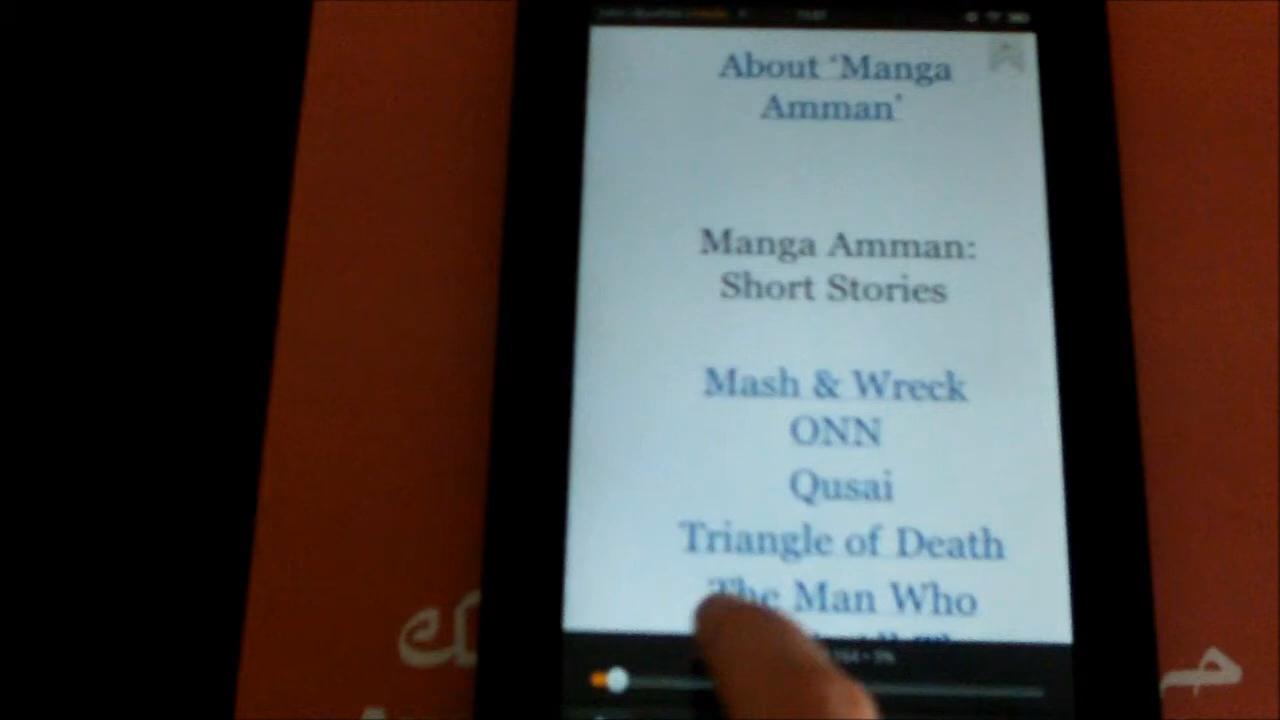 About ‘Manga
Amman’
Manga Amman:
Short Stories
Mash & Wreck
ONN
Qusai
Triangle of Death
The Man Who